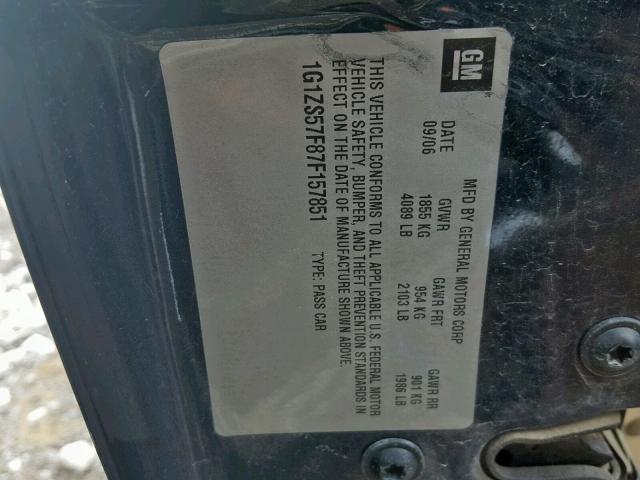 GM
MFD BY GENERAL MOTORS CORP
DATE GVWR GAWR FRT GAWR RR
09/06 1855 KG 954 KG 901 KG
4089 LB 2103 LB 1986 LB
THIS VEHICLE CONFORMS TO ALL APPLICABLE U.S. FEDERAL MOTOR
VEHICLE SAFETY, BUMPER, AND THEFT PREVENTION STANDARDS IN
EFFECT ON THE DATE OF MANUFACTURE SHOWN ABOVE.
1G1ZS57F87F157851 TYPE: PASS CAR